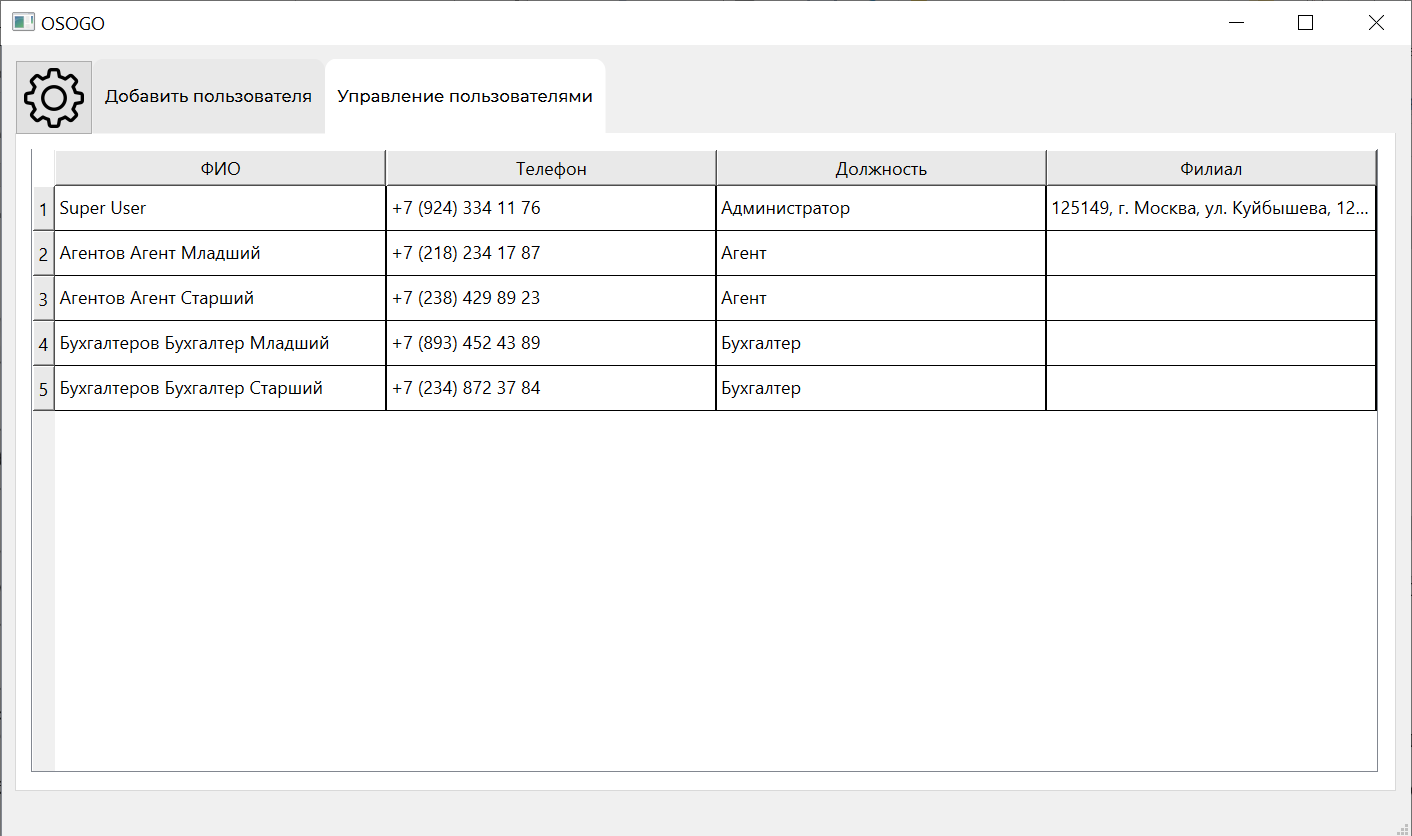 OSOGO
Добавить пользователя Управление пользователями
ФИО Телефон Должность Филиал
1 Super User +7 (924) 334 11 76 Администратор 125149, г. Москва, ул. Куйбышева, 12...
2 Агентов Агент Младший +7 (218) 234 17 87 Агент
3 Агентов Агент Старший +7 (238) 429 89 23 Агент
4 Бухгалтеров Бухгалтер Младший +7 (893) 452 43 89 Бухгалтер
5 Бухгалтеров Бухгалтер Старший +7 (234) 872 37 84 Бухгалтер